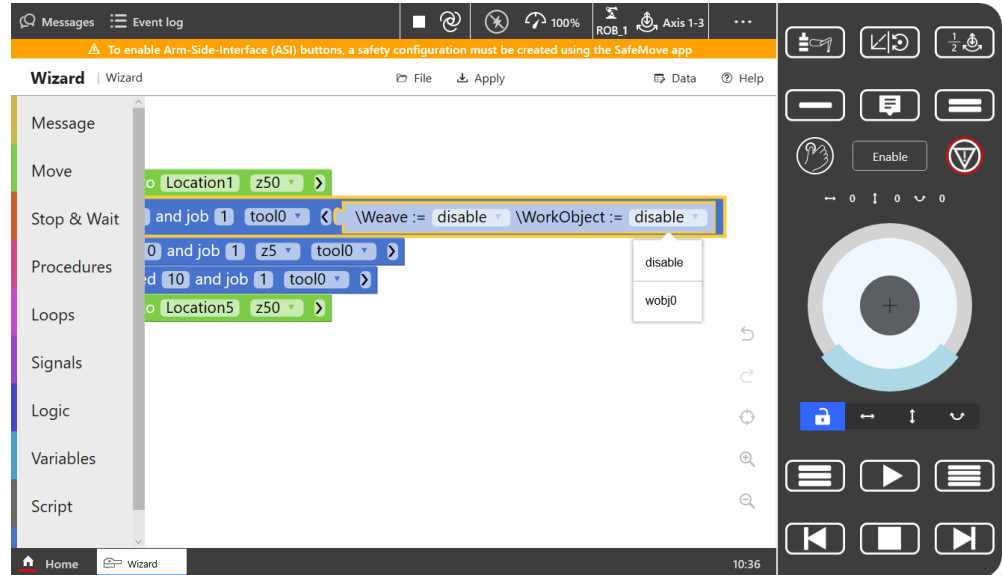 Messages Event log 100% ROB_1 Axis 1-3 ...
To enable Arm-Side-Interface (ASI) buttons, a safety configuration must be created using the SafeMove app
Wizard | Wizard File Apply Data Help
Message
Move
Stop & Wait
Procedures
Loops
Signals
Logic
Variables
Script
o Location1 z50
and job 1 tool0 \Weave := disable \WorkObject := disable
0 and job 1 z5 tool0
ed 10 and job 1 tool0
o Location5 z50
disable
wobj0
Home Wizard 10:36
1/2
Enable
0 0 0